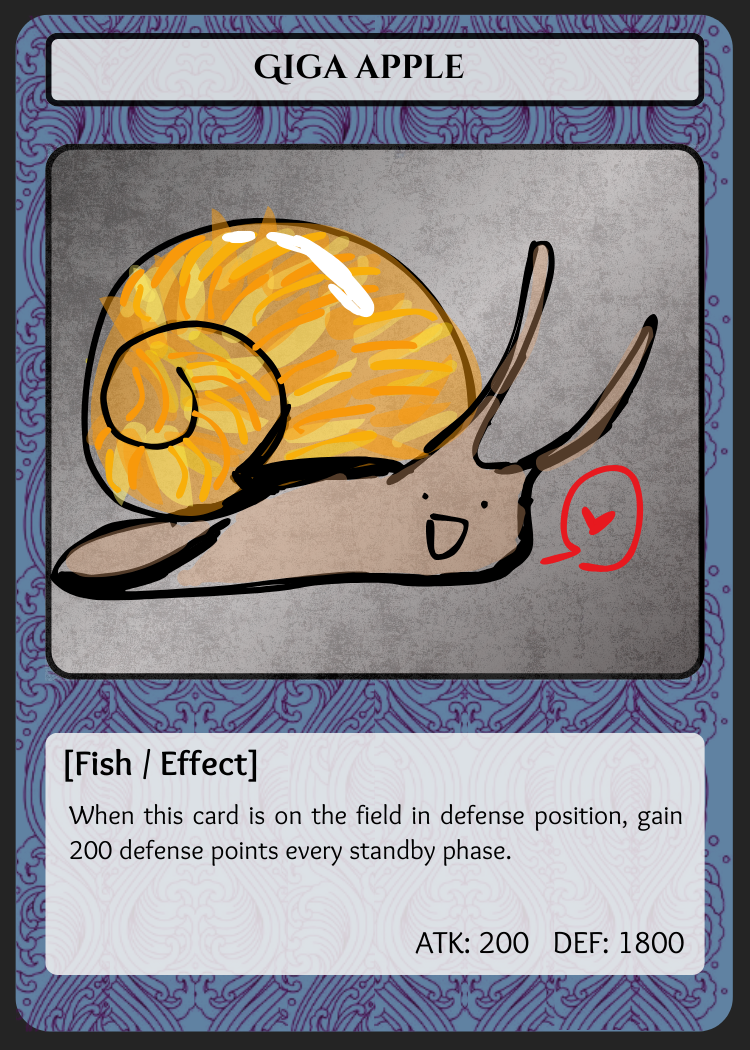 Giga apple
[Fish / Effect]
When this card is on the field in defense position, gain
200 defense points every standby phase.
ATK: 200 DEF: 1800